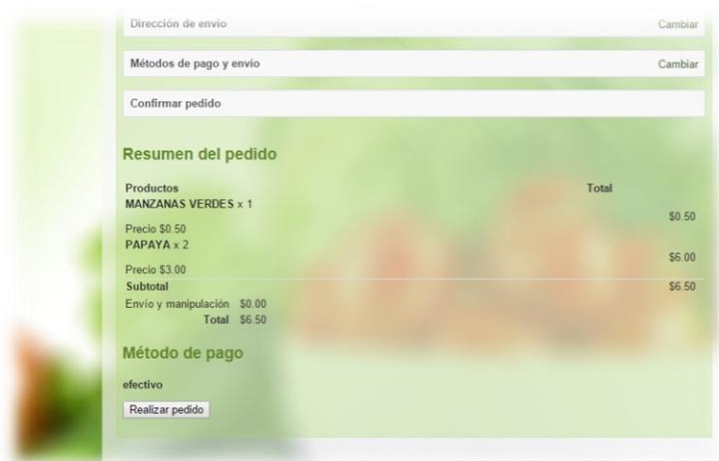 Dirección de envío Cambiar
Métodos de pago y envío Cambiar
Confirmar pedido
Resumen del pedido
Productos Total
MANZANAS VERDES x 1
$0.50
Precio $0.50
PAPAYA x 2
$6.00
Precio $3.00
Subtotal $6.50
Envío y manipulación $0.00
Total $6.50
Método de pago
efectivo
Realizar pedido